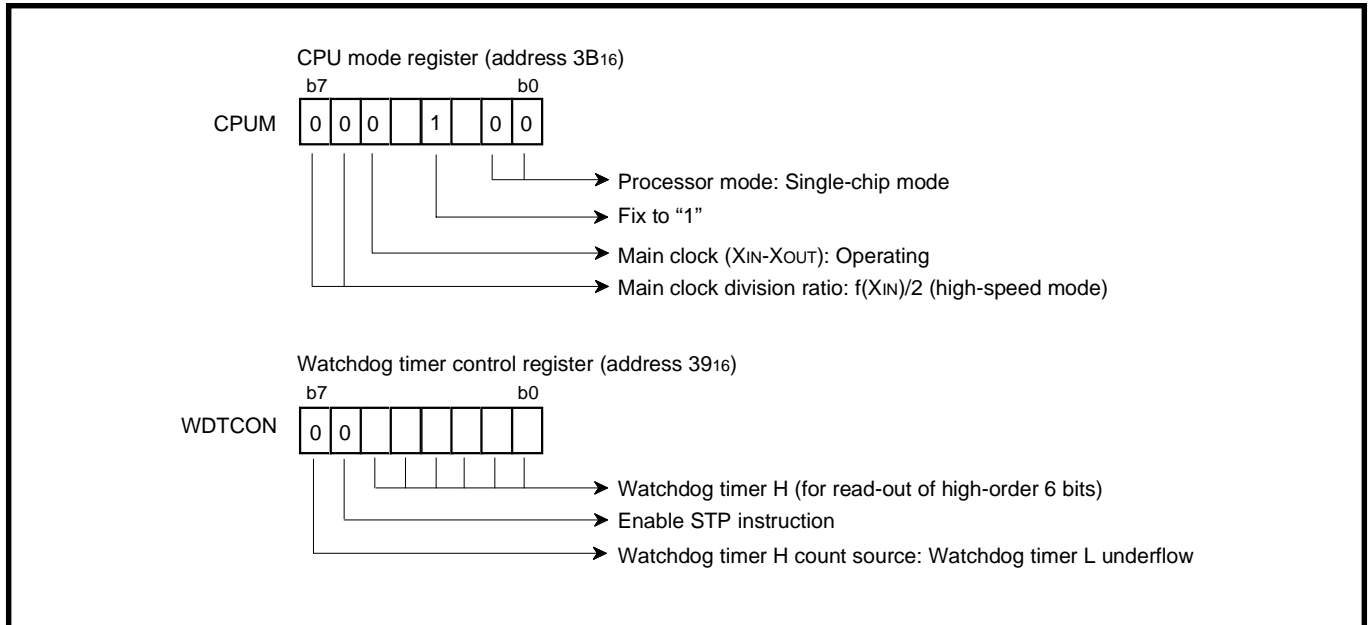 CPU mode register (address 3B16)
b7 b0
CPUM 0 0 0 1 0 0
Processor mode: Single-chip mode
Fix to “1”
Main clock (XIN-XOUT): Operating
Main clock division ratio: f(XIN)/2 (high-speed mode)
Watchdog timer control register (address 3916)
b7 b0
WDTCON 0 0
Watchdog timer H (for read-out of high-order 6 bits)
Enable STP instruction
Watchdog timer H count source: Watchdog timer L underflow